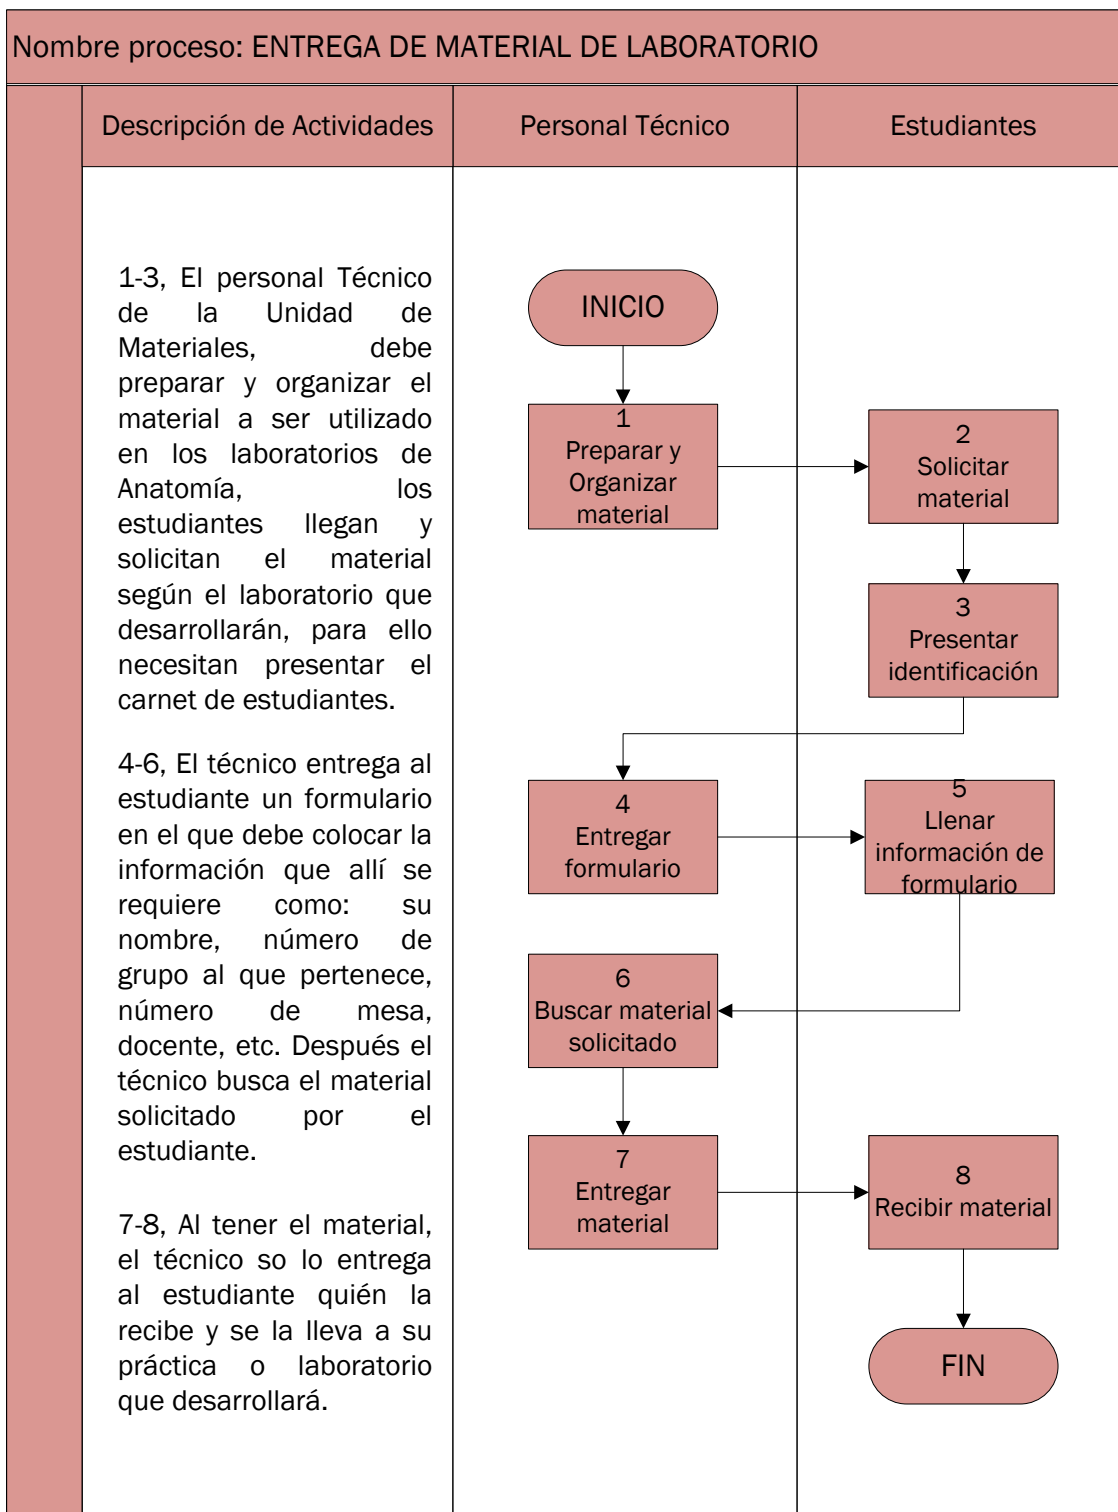 Nombre proceso: ENTREGA DE MATERIAL DE LABORATORIO
Descripción de Actividades
Personal Técnico
Estudiantes
1-3, El personal Técnico
de la Unidad de
Materiales, debe
preparar y organizar el
material a ser utilizado
en los laboratorios de
Anatomía, los
estudiantes llegan y
solicitan el material
según el laboratorio que
desarrollarán, para ello
necesitan presentar el
carnet de estudiantes.
4-6, El técnico entrega al
estudiante un formulario
en el que debe colocar la
información que allí se
requiere como: su
nombre, número de
grupo al que pertenece,
número de mesa,
docente, etc. Después el
técnico busca el material
solicitado por el
estudiante.
7-8, Al tener el material,
el técnico so lo entrega
al estudiante quién la
recibe y se la lleva a su
práctica o laboratorio
que desarrollará.
INICIO
1
Preparar y
Organizar
material
2
Solicitar
material
3
Presentar
identificación
4
Entregar
formulario
5
Llenar
información de
formulario
6
Buscar material
solicitado
7
Entregar
material
8
Recibir material
FIN